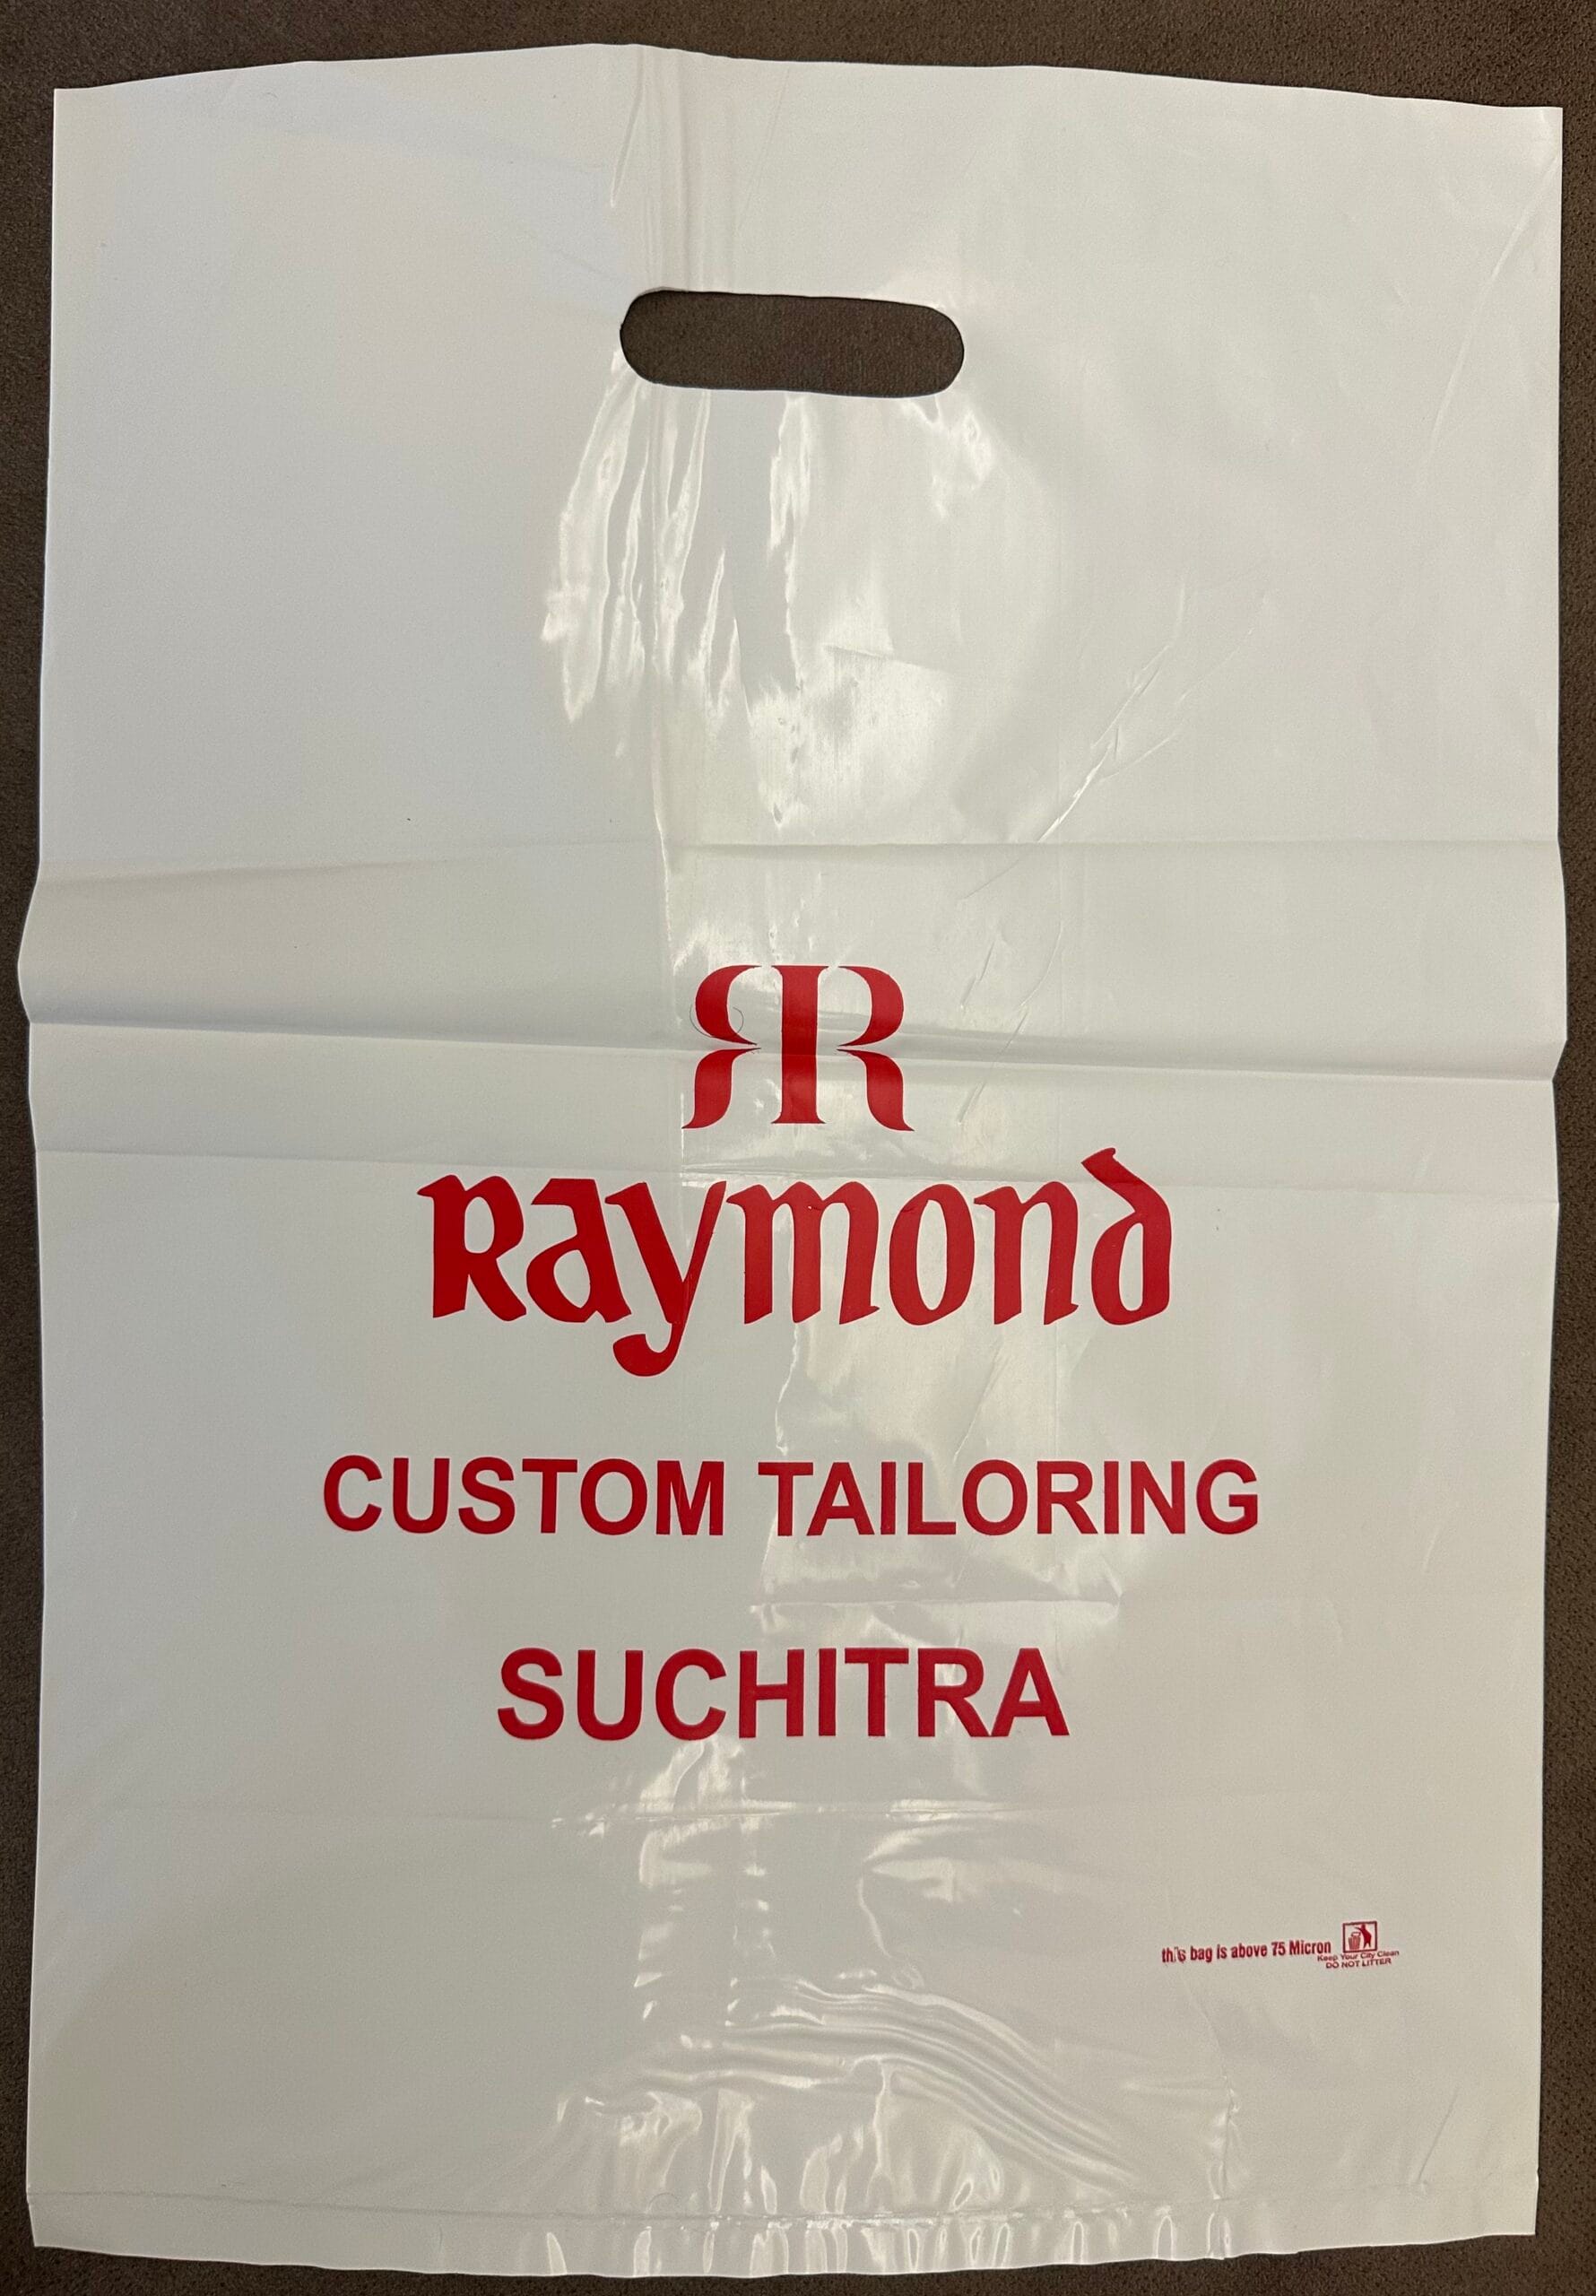 RR
Raymond
CUSTOM TAILORING
SUCHITRA
this bag is above 75 Micron
Keep Your City Clean
DO NOT LITTER